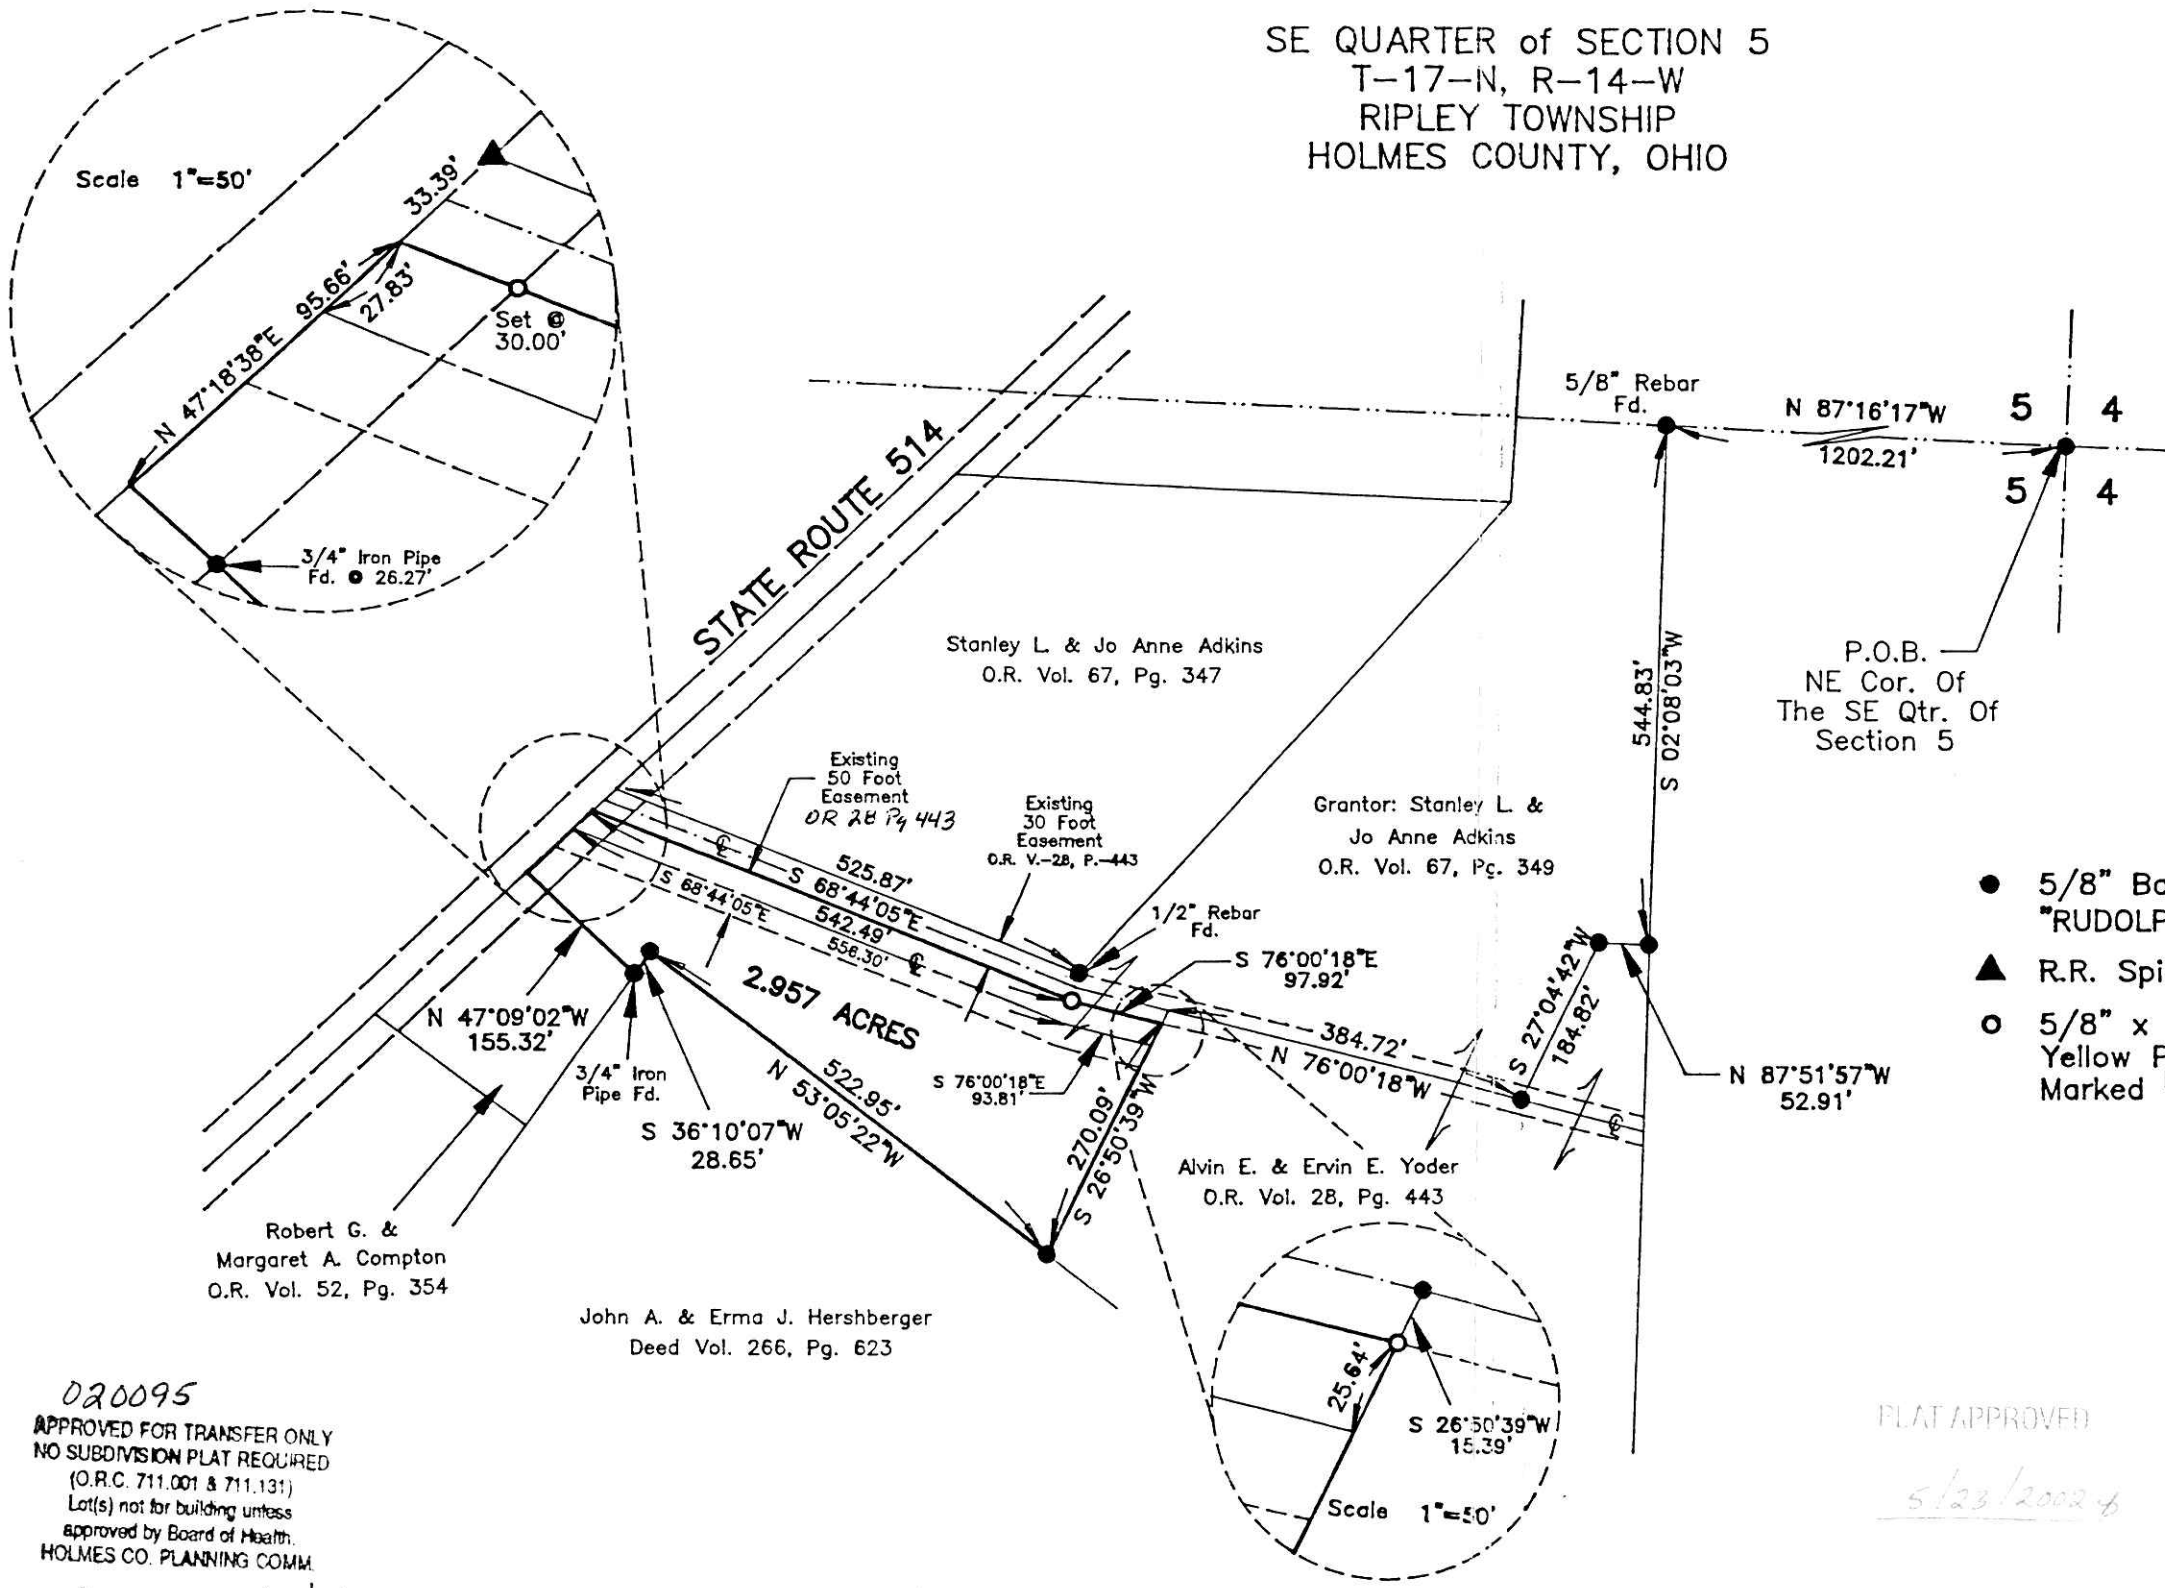 SE QUARTER of SECTION 5
T-17-N, R-14-W
RIPLEY TOWNSHIP
HOLMES COUNTY, OHIO
Scale 1"=50'
33.39'
95.66'
27.83'
N 47°18'38"E
Set @
30.00'
3/4" Iron Pipe
Fd. @ 26.27'
STATE ROUTE 514
5/8" Rebar
Fd.
N 87°16'17"W
1202.21'
5 4
5 4
P.O.B.
NE Cor. Of
The SE Qtr. Of
Section 5
544.83'
S 02°08'03"W
Stanley L. & Jo Anne Adkins
O.R. Vol. 67, Pg. 347
Existing
50 Foot
Easement
OR 28 Pg 443
Existing
30 Foot
Easement
O.R. V.-28, P.-443
Grantor: Stanley L. &
Jo Anne Adkins
O.R. Vol. 67, Pg. 349
525.87'
S 68°44'05"E
542.49'
S 68°44'05"E
556.30'
1/2" Rebar
Fd.
S 76°00'18"E
97.92'
5/8" Ba
"RUDOLP
R.R. Spi
5/8" x
Yellow P
Marked
S 27°04'42"W
184.82'
N 87°51'57"W
52.91'
384.72'
N 76°00'18"W
2.957 ACRES
N 47°09'02"W
155.32'
3/4" Iron
Pipe Fd.
S 36°10'07"W
28.65'
522.95'
N 53°05'22"W
S 76°00'18"E
93.81'
270.09'
S 26°50'39"W
Alvin E. & Ervin E. Yoder
O.R. Vol. 28, Pg. 443
Robert G. &
Margaret A. Compton
O.R. Vol. 52, Pg. 354
John A. & Erma J. Hershberger
Deed Vol. 266, Pg. 623
25.64'
S 26°50'39"W
15.39'
Scale 1"=50'
020095
APPROVED FOR TRANSFER ONLY
NO SUBDIVISION PLAT REQUIRED
(O.R.C. 711.001 & 711.131)
Lot(s) not for building unless
approved by Board of Health.
HOLMES CO. PLANNING COMM.
PLAT APPROVED
5/23/2002